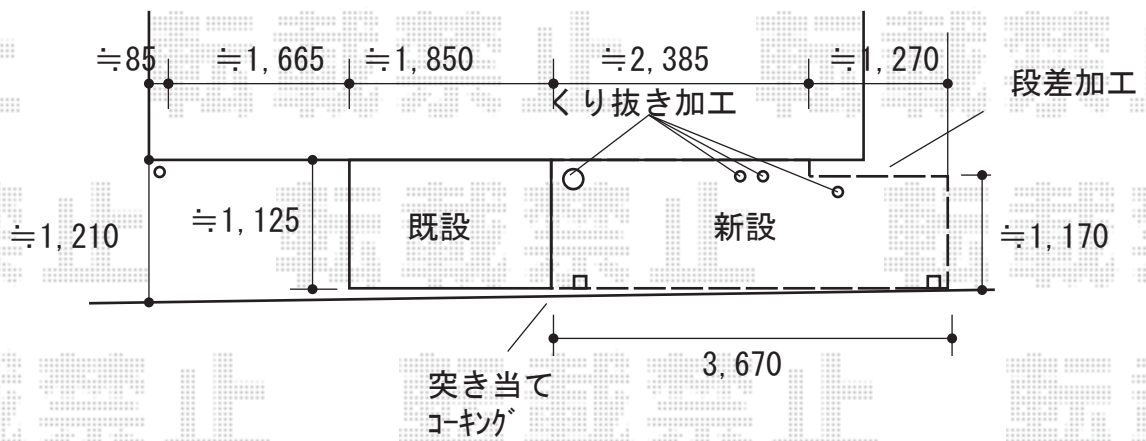 ≒85 ≒1,665 ≒1,850 ≒2,385 ≒1,270
くり抜き加工
段差加工
≒1,210
≒1,125
既設
新設
≒1,170
3,670
突き当て
コーキング